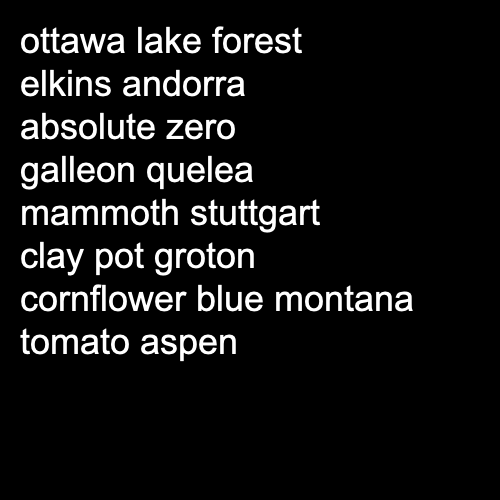 ottawa lake forest
elkins andorra
absolute zero
galleon quelea
mammoth stuttgart
clay pot groton
cornflower blue montana
tomato aspen